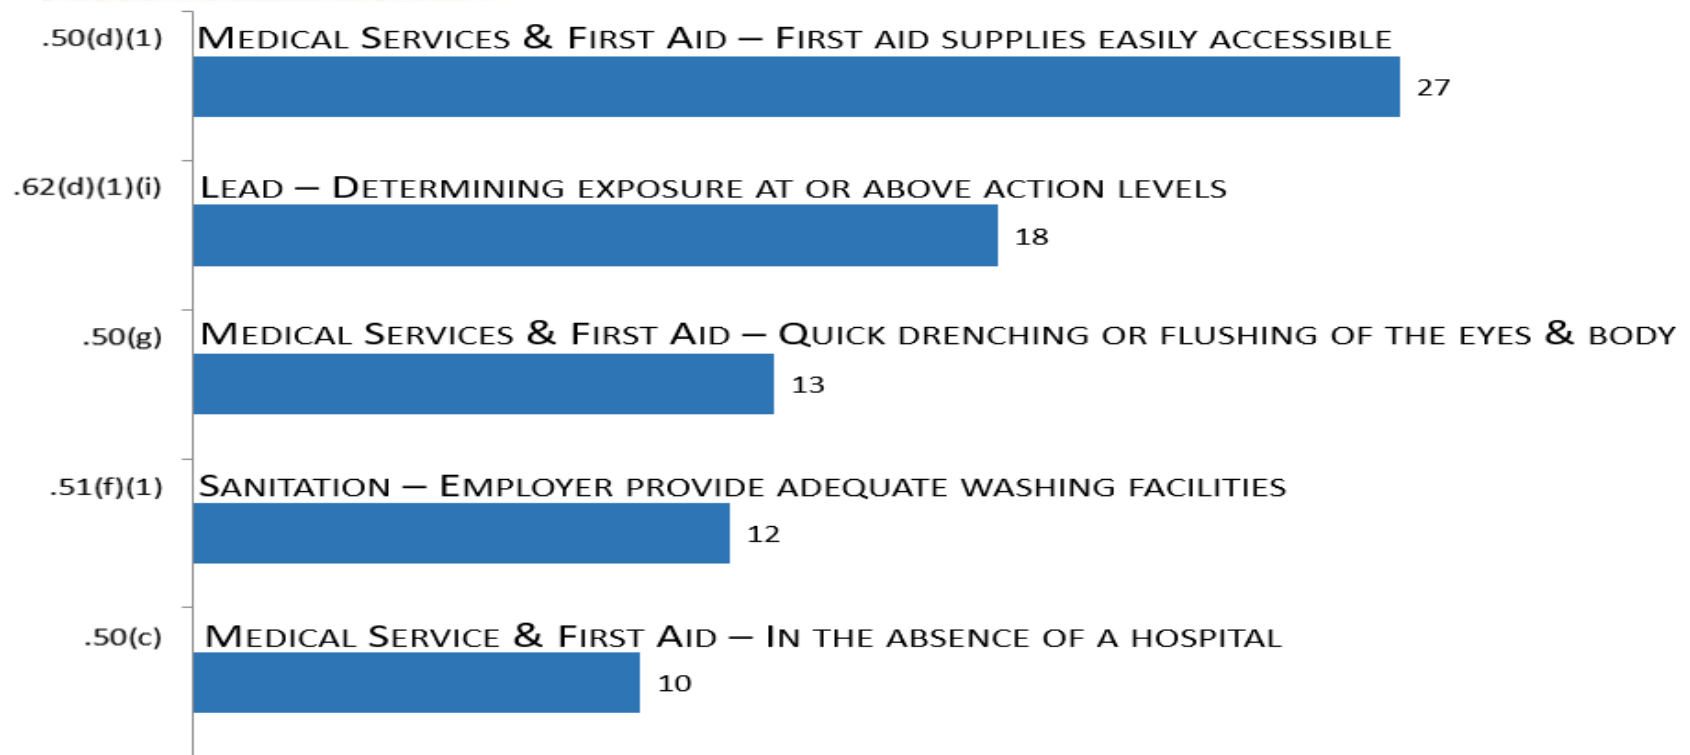 .50(d)(1) Medical Services & First Aid – First aid supplies easily accessible
27
.62(d)(1)(i) Lead – Determining exposure at or above action levels
18
.50(g) Medical Services & First Aid – Quick drenching or flushing of the eyes & body
13
.51(f)(1) Sanitation – Employer provide adequate washing facilities
12
.50(c) Medical Service & First Aid – In the absence of a hospital
10